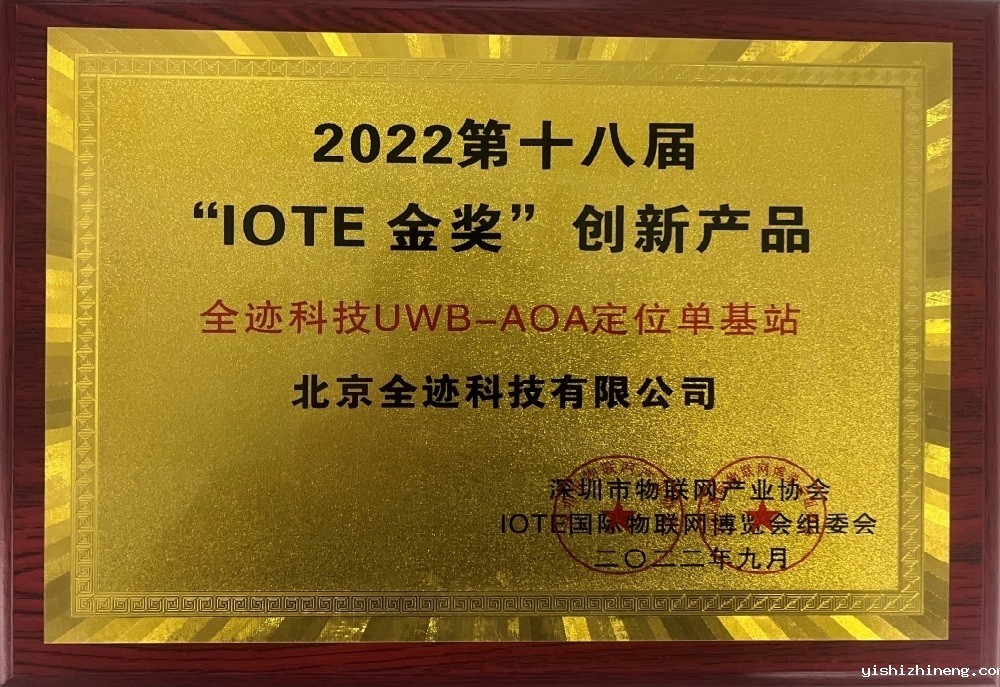 2022第十八届
“IOTE 金奖”创新产品
全迹科技UWB-AOA定位单基站
北京全迹科技有限公司
深圳市物联网产业协会
IOTE国际物联网博览会组委会
二〇二二年九月
yishizhineng.com